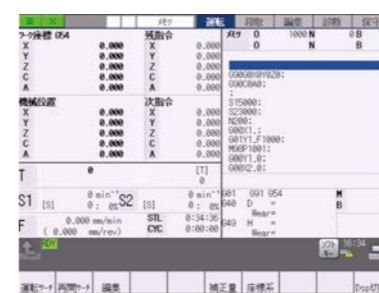 メモリ 運転 段取 編集 診断 保守
ワーク座標 G54 残指令 メモリ O 1000 N 0 B
O N B
X 0.000 X 0.000
Y 0.000 Y 0.000
Z 0.000 Z 0.000
C 0.000 C 0.000
A 0.000 A 0.000
機械位置 次指令
X 0.000 X 0.000
Y 0.000 Y 0.000
Z 0.000 Z 0.000
C 0.000 C 0.000
A 0.000 A 0.000
G90G0X0Y0Z0;
G00C0A0;
;
S15000;
S23000;
N200;
G00X1.;
G01Y1.F1000;
M98P1001;
G00Y1.0;
G00X2.0;
T 0 [T] 0
S1 [S] 0 min⁻¹ 0: 0% S2 [S] 0 min⁻¹ 0: 0%
F 0.000 mm/min
( 0.000 mm/rev)
STL 0:34:36
CYC 0:00:00
G01 G91 G54 M
G40 D = B
Wear=
G49 H =
Wear=
RDY 16:34
運転サーチ 再開サーチ 編集 補正量 座標系 Dsp切